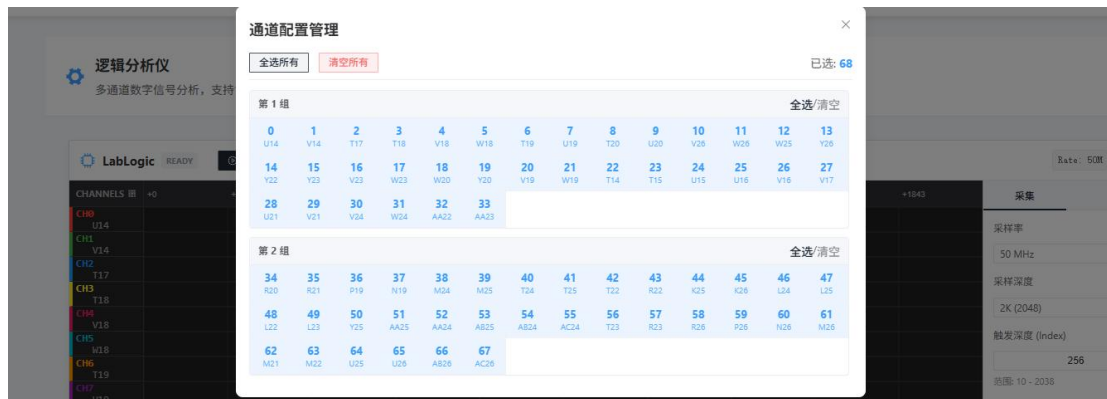 通道配置管理
全选所有 清空所有 已选: 68
第 1 组 全选/清空
0 1 2 3 4 5 6 7 8 9 10 11 12 13
U14 V14 T17 T18 V18 W18 T19 U19 T20 U20 V26 W26 W25 Y26
14 15 16 17 18 19 20 21 22 23 24 25 26 27
Y22 Y23 V23 W23 W20 Y20 V19 W19 T14 T15 U15 U16 V16 V17
28 29 30 31 32 33
U21 V21 V24 W24 AA22 AA23
第 2 组 全选/清空
34 35 36 37 38 39 40 41 42 43 44 45 46 47
R20 R21 P19 N19 M24 M25 T24 T25 T22 R22 K25 K26 L24 L25
48 49 50 51 52 53 54 55 56 57 58 59 60 61
L22 L23 Y25 AA25 AA24 AB25 AB24 AC24 T23 R23 R26 P26 N26 M26
62 63 64 65 66 67
M21 M22 U25 U26 AB26 AC26
逻辑分析仪
多通道数字信号分析，支持
LabLogic READY
Rate: 50M
CHANNELS +0 +1843
CH0
U14
CH1
V14
CH2
T17
CH3
T18
CH4
V18
CH5
W18
CH6
T19
CH7
采集
采样率
50 MHz
采样深度
2K (2048)
触发深度 (Index)
256
范围: 10 - 2038